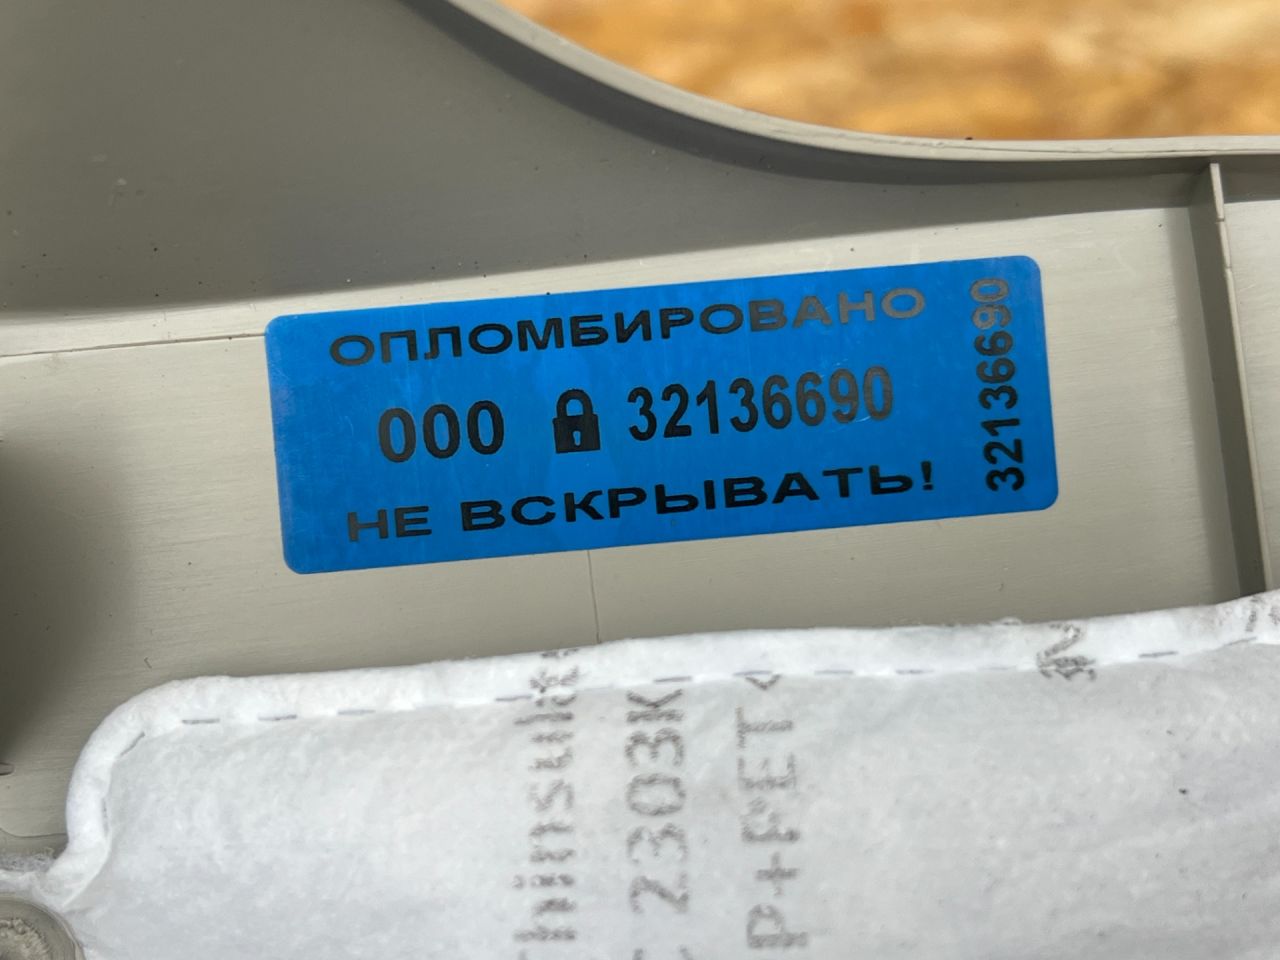 ОПЛОМБИРОВАНО
000 32136690
НЕ ВСКРЫВАТЬ!
32136690
2303K
P+PET<